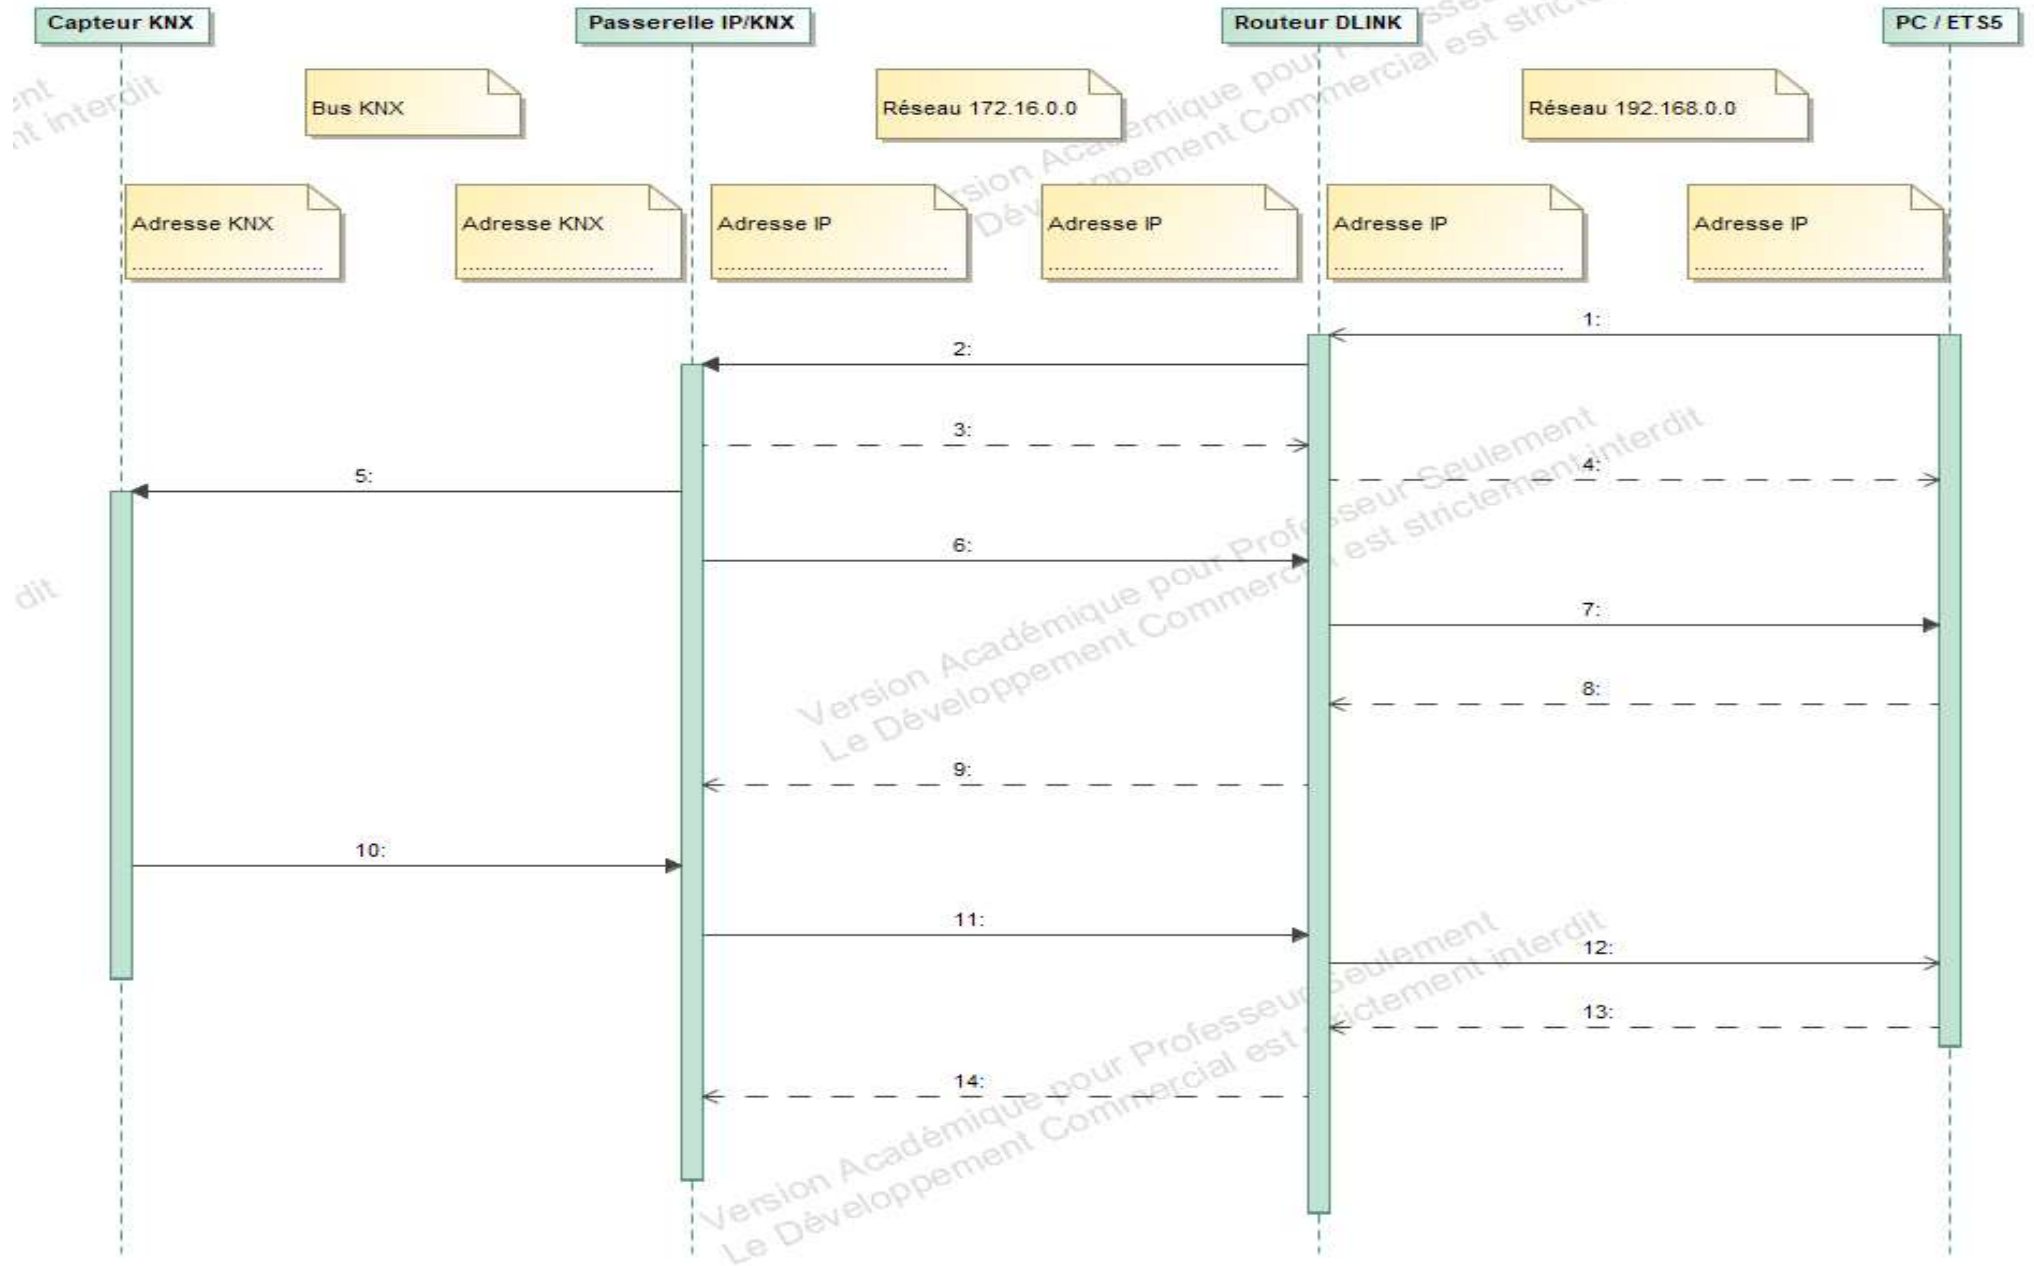 Capteur KNX
Passerelle IP/KNX
Routeur DLINK
PC / ETS5
Bus KNX
Réseau 172.16.0.0
Réseau 192.168.0.0
Adresse KNX
..............................
Adresse KNX
..............................
Adresse IP
....................................
Adresse IP
....................................
Adresse IP
....................................
Adresse IP
....................................
1:
2:
3:
4:
5:
6:
7:
8:
9:
10:
11:
12:
13:
14:
est
interdit
dit
Version Académique pour Professeur Seulement
Le Développement Commercial est strictement interdit
Version Académique pour Professeur Seulement
Le Développement Commercial est strictement interdit